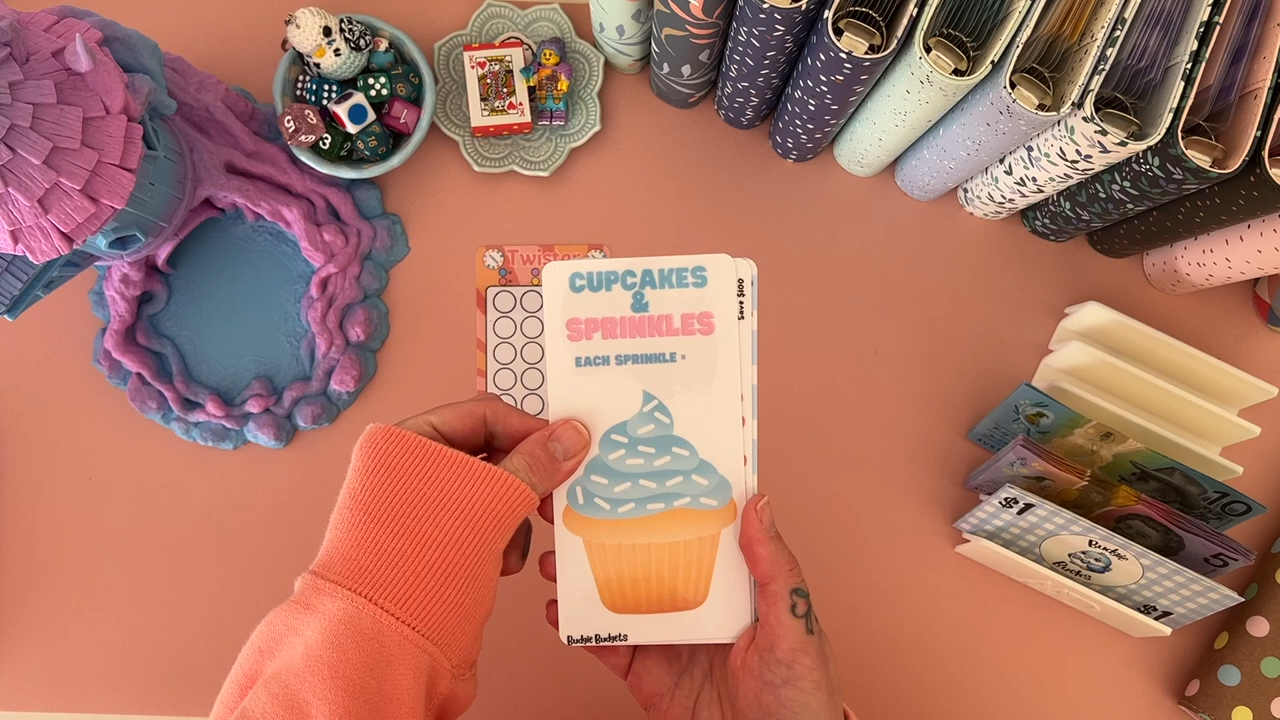 Twister
CUPCAKES
&
SPRINKLES
EACH SPRINKLE =
Save $100
Budgie Budgets
K
10
5
$1
Budgie
Bucks
$1